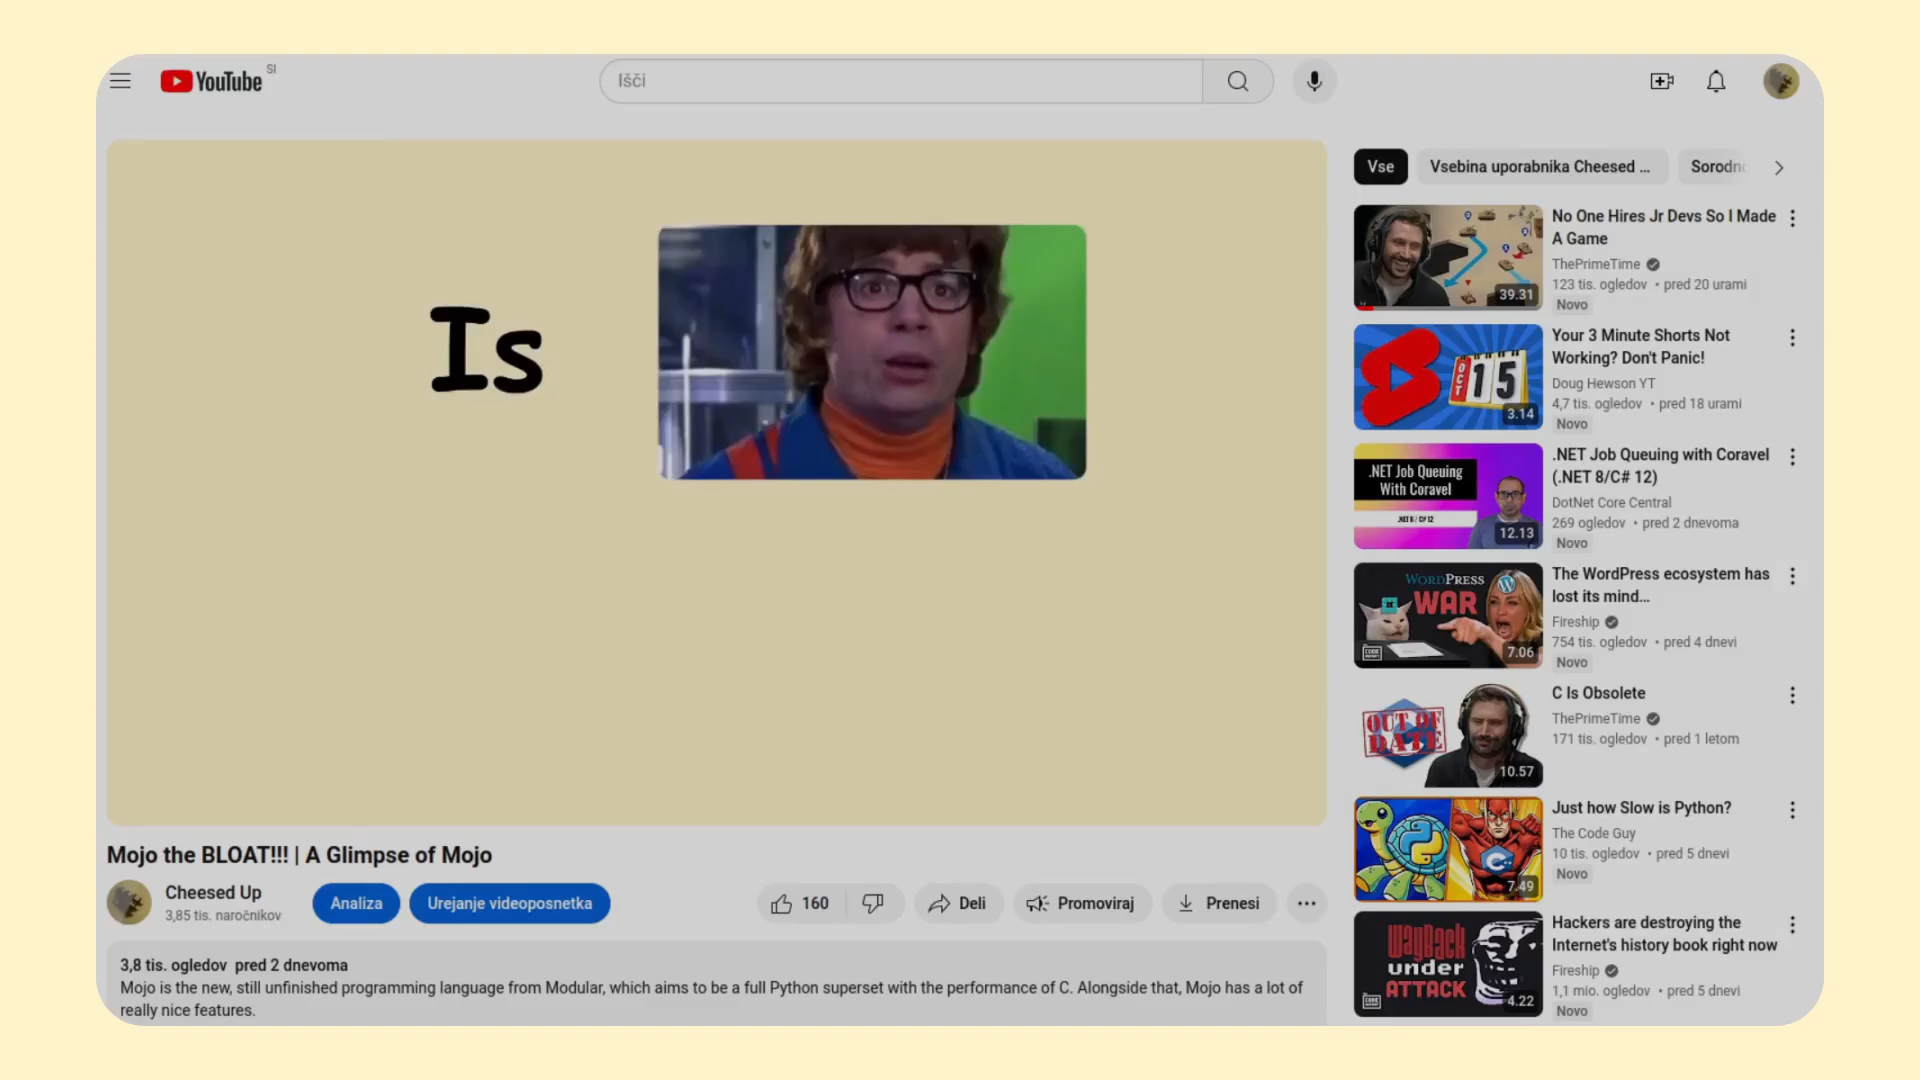 YouTube SI
Išči
Is
Mojo the BLOAT!!! | A Glimpse of Mojo
Cheesed Up
3,85 tis. naročnikov
Analiza
Urejanje videoposnetka
160
Deli
Promoviraj
Prenesi
3,8 tis. ogledov pred 2 dnevoma
Mojo is the new, still unfinished programming language from Modular, which aims to be a full Python superset with the performance of C. Alongside that, Mojo has a lot of
really nice features.
Vse
Vsebina uporabnika Cheesed ...
39.31
No One Hires Jr Devs So I Made
A Game
ThePrimeTime
123 tis. ogledov • pred 20 urami
Novo
OCT
15
3.14
Your 3 Minute Shorts Not
Working? Don't Panic!
Doug Hewson YT
4,7 tis. ogledov • pred 18 urami
Novo
.NET Job Queuing
With Coravel
.NET 8 / C# 12
12.13
.NET Job Queuing with Coravel
(.NET 8/C# 12)
DotNet Core Central
269 ogledov • pred 2 dnevoma
Novo
WORDPRESS
WAR
7.06
The WordPress ecosystem has
lost its mind...
Fireship
754 tis. ogledov • pred 4 dnevi
Novo
OUT OF
DATE
10.57
C Is Obsolete
ThePrimeTime
171 tis. ogledov • pred 1 letom
C
7.49
Just how Slow is Python?
The Code Guy
10 tis. ogledov • pred 5 dnevi
Novo
WayBack
under
ATTACK
4.22
Hackers are destroying the
Internet's history book right now
Fireship
1,1 mio. ogledov • pred 5 dnevi
Novo